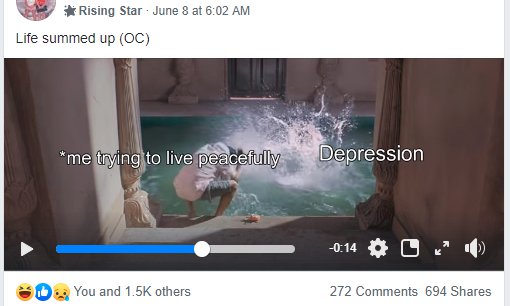 Rising Star · June 8 at 6:02 AM
Life summed up (OC)
*me trying to live peacefully
Depression
-0:14
You and 1.5K others
272 Comments 694 Shares